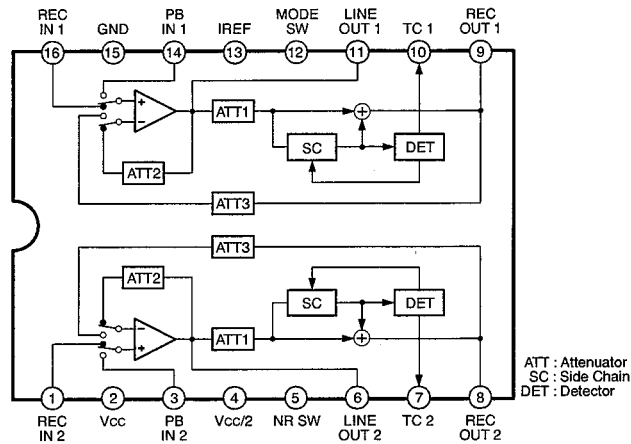 REC IN 1
GND
PB IN 1
IREF
MODE SW
LINE OUT 1
TC 1
REC OUT 1
16
15
14
13
12
11
10
9
+
−
ATT1
+
SC
DET
ATT2
ATT3
ATT3
ATT2
SC
DET
−
+
ATT1
+
ATT : Attenuator
SC : Side Chain
DET : Detector
1
2
3
4
5
6
7
8
REC IN 2
Vcc
PB IN 2
Vcc/2
NR SW
LINE OUT 2
TC 2
REC OUT 2